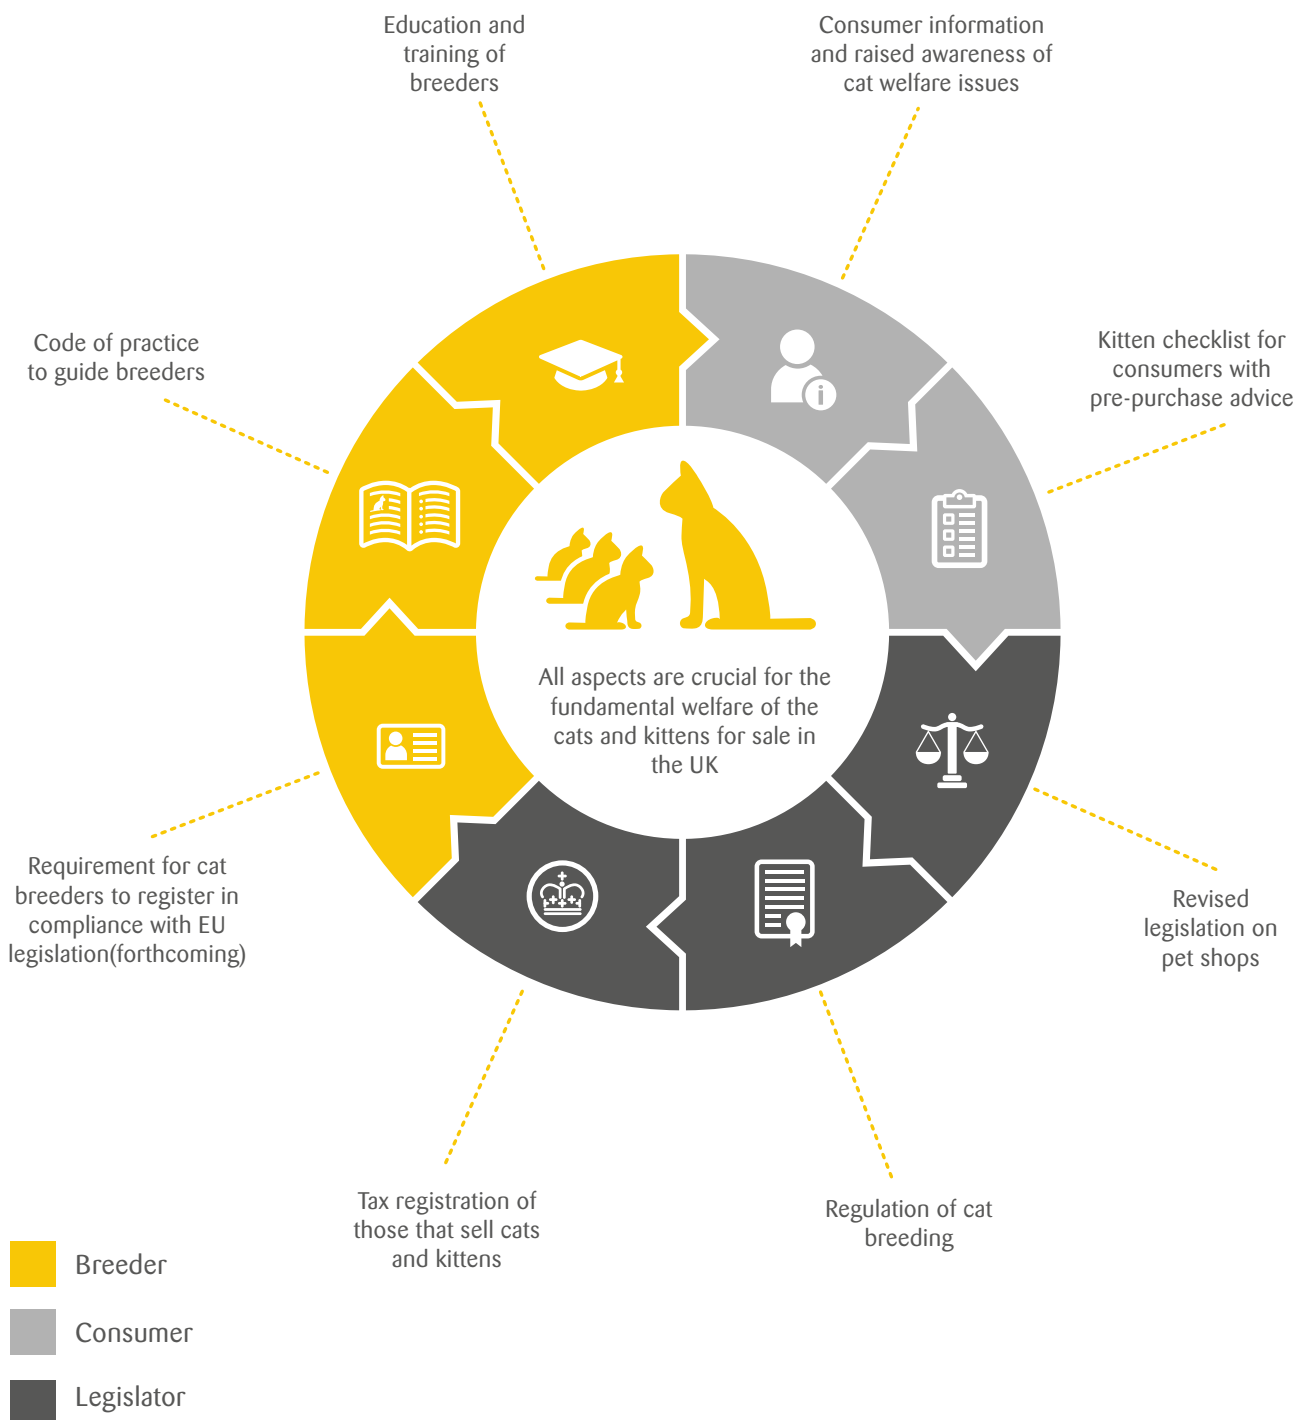 Education and
training of
breeders
Consumer information
and raised awareness of
cat welfare issues
Code of practice
to guide breeders
Kitten checklist for
consumers with
pre-purchase advice
All aspects are crucial for the
fundamental welfare of the
cats and kittens for sale in
the UK
Requirement for cat
breeders to register in
compliance with EU
legislation(forthcoming)
Revised
legislation on
pet shops
Tax registration of
those that sell cats
and kittens
Regulation of cat
breeding
Breeder
Consumer
Legislator